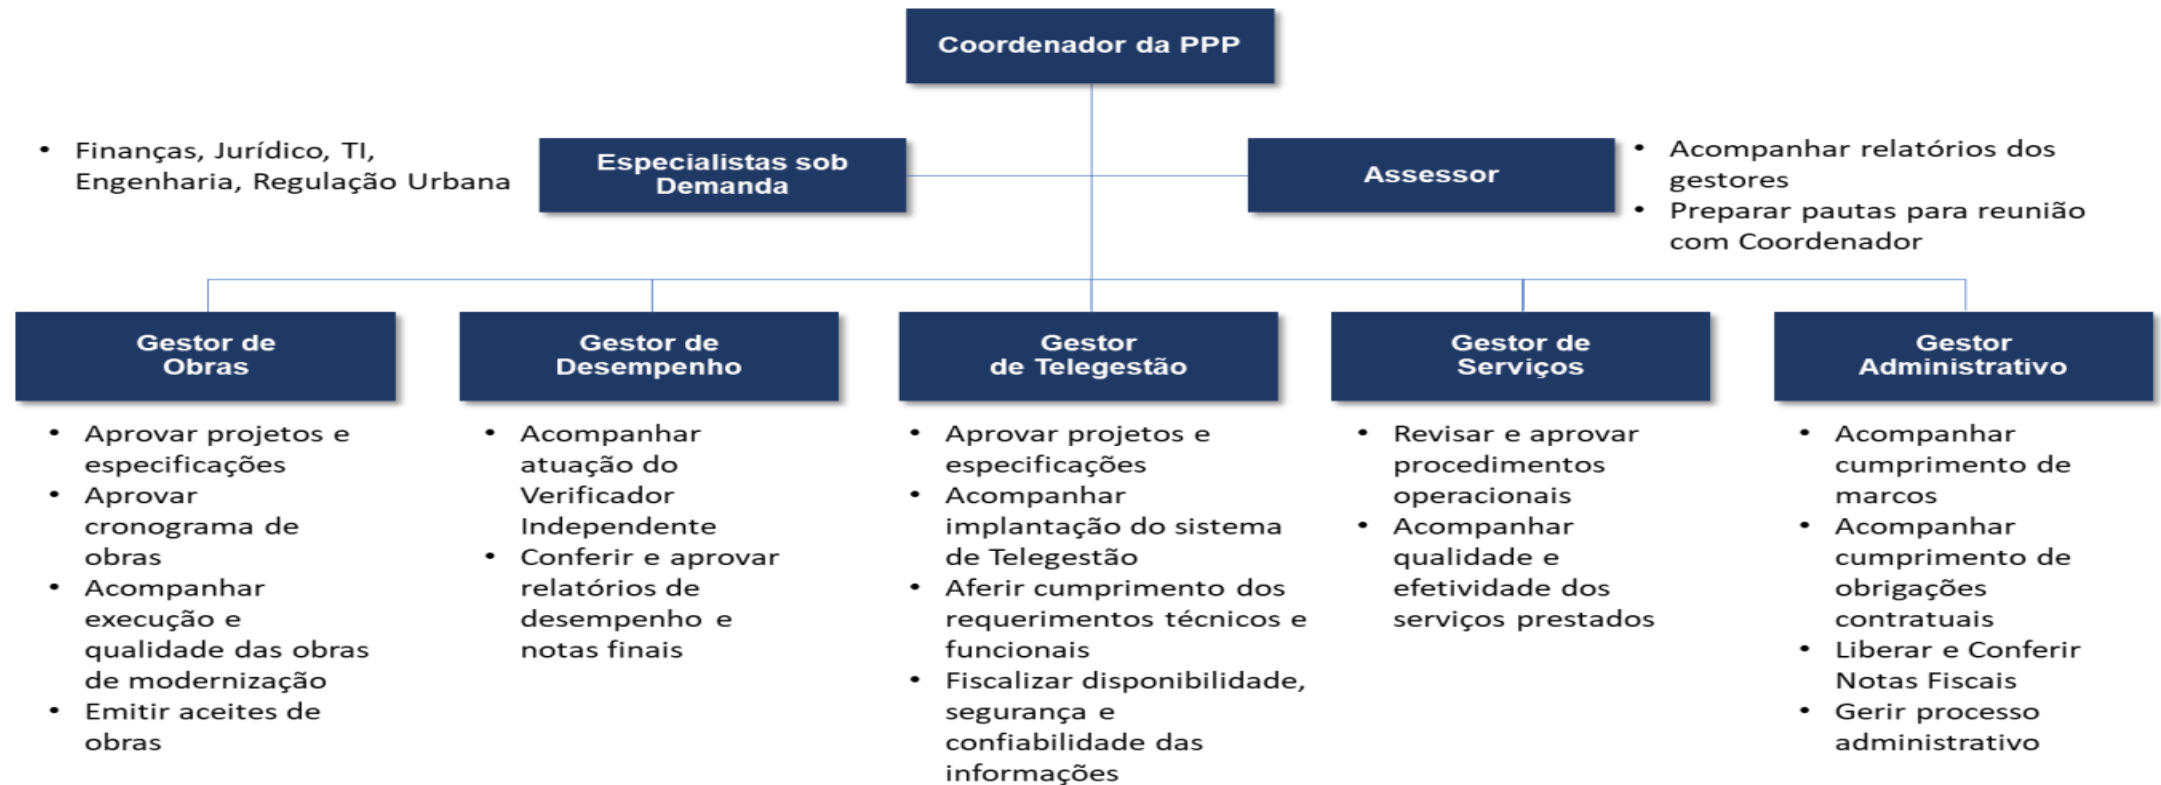 Coordenador da PPP
• Finanças, Jurídico, TI,
Engenharia, Regulação Urbana
Especialistas sob
Demanda
Assessor
• Acompanhar relatórios dos
gestores
• Preparar pautas para reunião
com Coordenador
Gestor de
Obras
• Aprovar projetos e
especificações
• Aprovar
cronograma de
obras
• Acompanhar
execução e
qualidade das obras
de modernização
• Emitir aceites de
obras
Gestor de
Desempenho
• Acompanhar
atuação do
Verificador
Independente
• Conferir e aprovar
relatórios de
desempenho e
notas finais
Gestor
de Telegestão
• Aprovar projetos e
especificações
• Acompanhar
implantação do sistema
de Telegestão
• Aferir cumprimento dos
requerimentos técnicos e
funcionais
• Fiscalizar disponibilidade,
segurança e
confiabilidade das
informações
Gestor de
Serviços
• Revisar e aprovar
procedimentos
operacionais
• Acompanhar
qualidade e
efetividade dos
serviços prestados
Gestor
Administrativo
• Acompanhar
cumprimento de
marcos
• Acompanhar
cumprimento de
obrigações
contratuais
• Liberar e Conferir
Notas Fiscais
• Gerir processo
administrativo